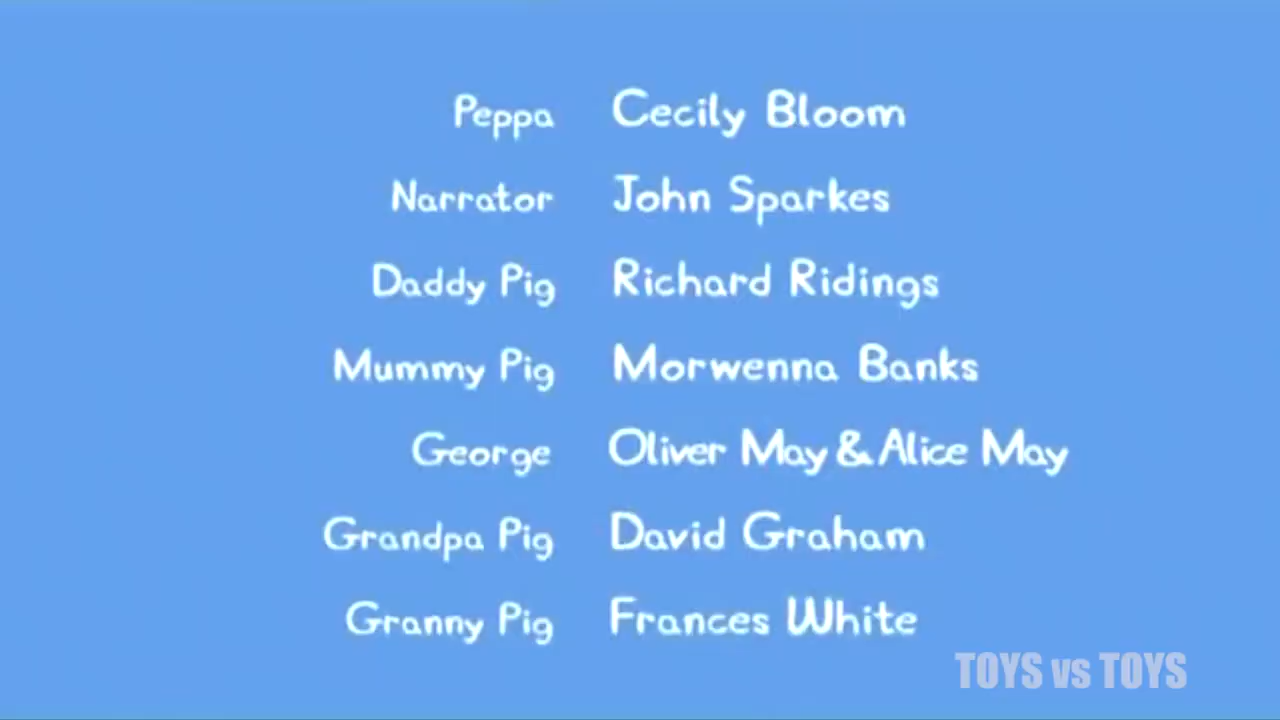 Peppa Cecily Bloom
Narrator John Sparkes
Daddy Pig Richard Ridings
Mummy Pig Morwenna Banks
George Oliver May & Alice May
Grandpa Pig David Graham
Granny Pig Frances White
TOYS vs TOYS